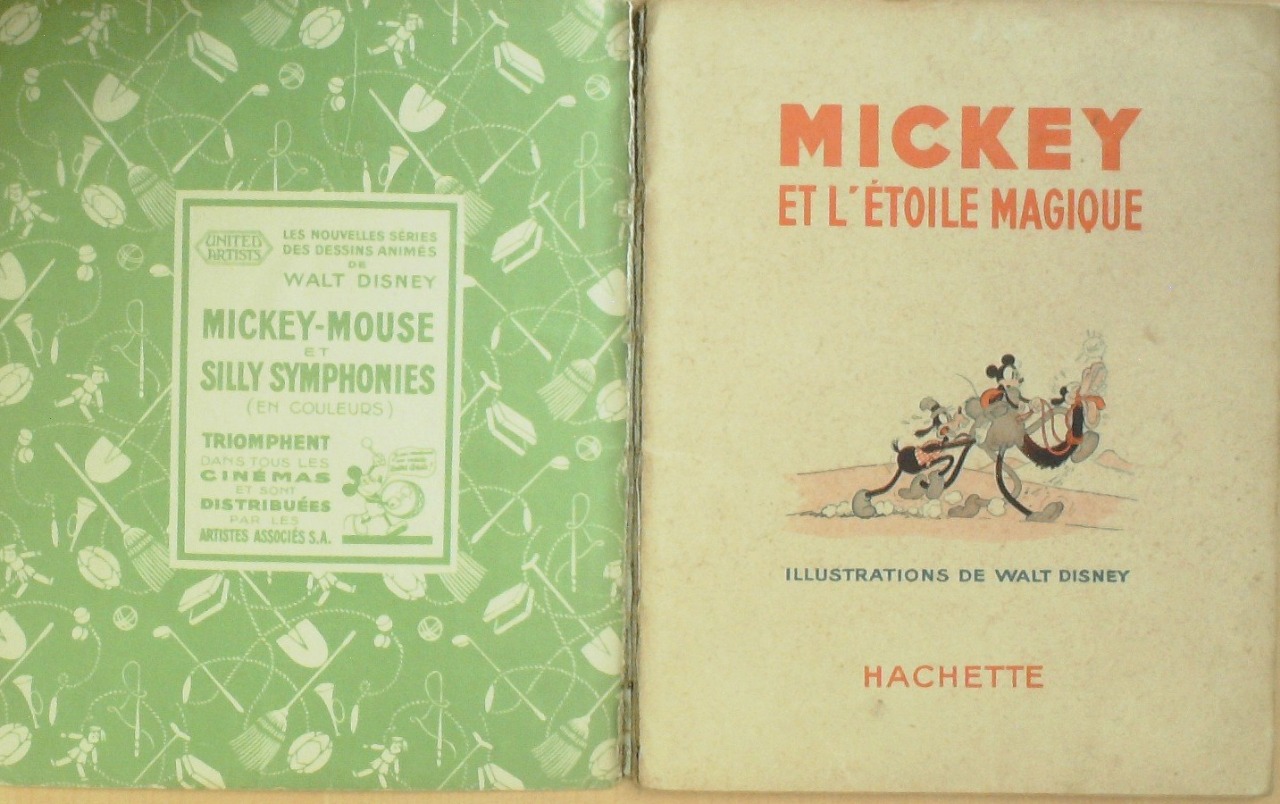 UNITED
ARTISTS
LES NOUVELLES SÉRIES
DES DESSINS ANIMÉS
DE
WALT DISNEY
MICKEY-MOUSE
ET
SILLY SYMPHONIES
(EN COULEURS)
TRIOMPHENT
DANS TOUS LES
CINÉMAS
ET SONT
DISTRIBUÉES
PAR LES
ARTISTES ASSOCIÉS S.A.
MICKEY
ET L'ÉTOILE MAGIQUE
ILLUSTRATIONS DE WALT DISNEY
HACHETTE